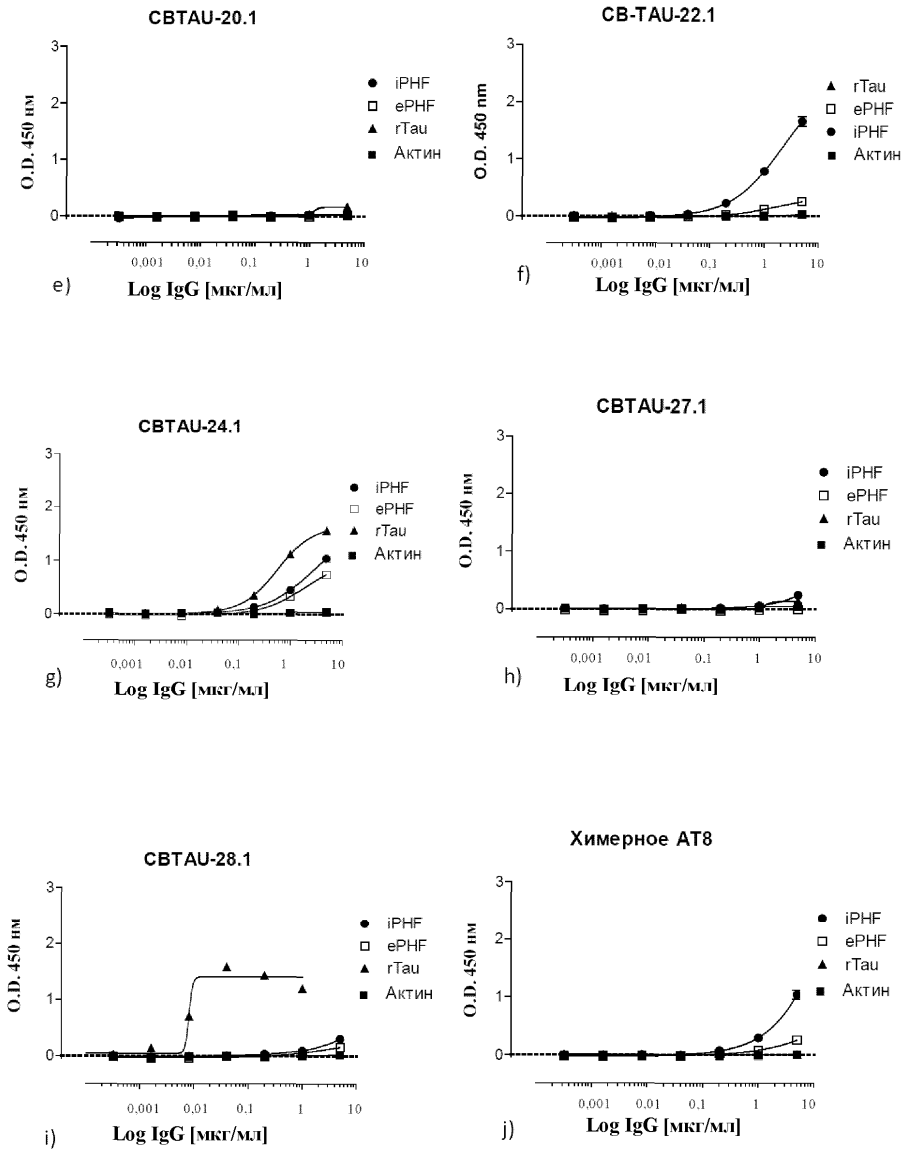 CBTAU-20.1
3
2
1
0
O.D. 450 нм
iPHF
ePHF
rTau
Актин
0,001 0,01 0,1 1 10
e)
Log IgG [мкг/мл]
CB-TAU-22.1
3
2
1
0
O.D. 450 nm
rTau
ePHF
iPHF
Актин
0,001 0,01 0,1 1 10
f)
Log IgG [мкг/мл]
CBTAU-24.1
3
2
1
0
O.D. 450 нм
iPHF
ePHF
rTau
Актин
0,001 0,01 0,1 1 10
g)
Log IgG [мкг/мл]
CBTAU-27.1
3
2
1
0
O.D. 450 нм
iPHF
ePHF
rTau
Актин
0,001 0,01 0,1 1 10
h)
Log IgG [мкг/мл]
CBTAU-28.1
3
2
1
0
O.D. 450 нм
iPHF
ePHF
rTau
Актин
0,001 0,01 0,1 1 10
i)
Log IgG [мкг/мл]
Химерное AT8
3
2
1
0
O.D. 450 нм
iPHF
ePHF
rTau
Актин
0,001 0,01 0,1 1 10
j)
Log IgG [мкг/мл]